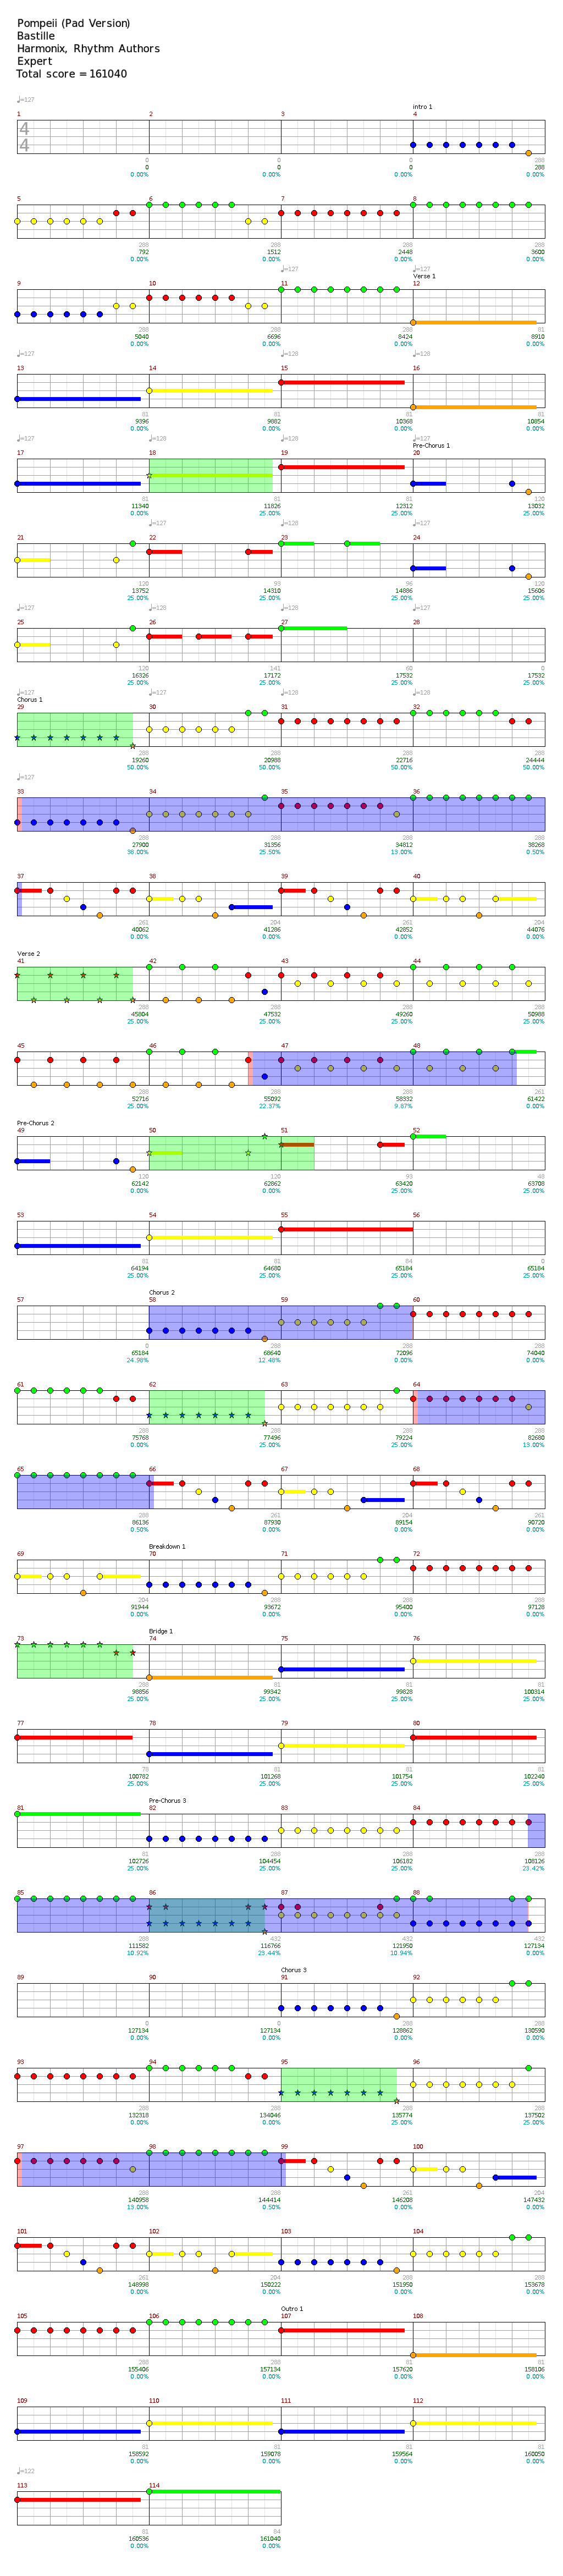 Pompeii (Pad Version)
Bastille
Harmonix, Rhythm Authors
Expert
Total score = 161040
♩=127
intro 1
1 2 3 4
4
4
0 0 0 288
0 0 0 288
0.00% 0.00% 0.00% 0.00%
5 6 7 8
288 288 288 288
792 1512 2448 3600
0.00% 0.00% 0.00% 0.00%
♩=127 ♩=127
Verse 1
9 10 11 12
288 288 288 81
5040 6696 8424 8910
0.00% 0.00% 0.00% 0.00%
♩=127 ♩=128 ♩=128
13 14 15 16
81 81 81 81
9396 9882 10368 10854
0.00% 0.00% 0.00% 0.00%
♩=127 ♩=128 ♩=128 ♩=127
Pre-Chorus 1
17 18 19 20
81 81 81 120
11340 11826 12312 13032
0.00% 25.00% 25.00% 25.00%
♩=127 ♩=128 ♩=127
21 22 23 24
120 93 96 120
13752 14310 14886 15606
25.00% 25.00% 25.00% 25.00%
♩=127 ♩=128 ♩=128 ♩=128
25 26 27 28
120 141 60 0
16326 17172 17532 17532
25.00% 25.00% 25.00% 25.00%
Chorus 1
29 30 31 32
288 288 288 288
19260 20988 22716 24444
50.00% 50.00% 50.00% 50.00%
♩=127
33 34 35 36
288 288 288 288
27900 31356 34812 38268
38.00% 25.50% 13.00% 0.50%
37 38 39 40
261 204 261 204
40062 41286 42852 44076
0.00% 0.00% 0.00% 0.00%
Verse 2
41 42 43 44
288 288 288 288
45804 47532 49260 50988
25.00% 25.00% 25.00% 25.00%
45 46 47 48
288 288 288 261
52716 55092 58332 61422
25.00% 22.37% 9.87% 0.00%
Pre-Chorus 2
49 50 51 52
120 120 93 48
62142 62862 63420 63708
0.00% 0.00% 25.00% 25.00%
53 54 55 56
81 81 84 0
64194 64680 65184 65184
25.00% 25.00% 25.00% 25.00%
Chorus 2
57 58 59 60
0 288 288 288
65184 68640 72096 74040
24.98% 12.48% 0.00% 0.00%
61 62 63 64
288 288 288 288
75768 77496 79224 82680
0.00% 25.00% 25.00% 13.00%
65 66 67 68
288 261 204 261
86136 87930 89154 90720
0.50% 0.00% 0.00% 0.00%
Breakdown 1
69 70 71 72
204 288 288 288
91944 93672 95400 97128
0.00% 0.00% 0.00% 0.00%
Bridge 1
73 74 75 76
288 81 81 81
98856 99342 99828 100314
25.00% 25.00% 25.00% 25.00%
77 78 79 80
78 81 81 81
100782 101268 101754 102240
25.00% 25.00% 25.00% 25.00%
Pre-Chorus 3
81 82 83 84
81 288 288 288
102726 104454 106182 108126
25.00% 25.00% 25.00% 23.42%
85 86 87 88
288 432 432 432
111582 116766 121950 127134
10.92% 23.44% 10.94% 0.00%
Chorus 3
89 90 91 92
0 0 288 288
127134 127134 128862 130590
0.00% 0.00% 0.00% 0.00%
93 94 95 96
288 288 288 288
132318 134046 135774 137502
0.00% 0.00% 25.00% 25.00%
97 98 99 100
288 288 261 204
140958 144414 146208 147432
13.00% 0.50% 0.00% 0.00%
101 102 103 104
261 204 288 288
148998 150222 151950 153678
0.00% 0.00% 0.00% 0.00%
Outro 1
105 106 107 108
288 288 81 81
155406 157134 157620 158106
0.00% 0.00% 0.00% 0.00%
109 110 111 112
81 81 81 81
158592 159078 159564 160050
0.00% 0.00% 0.00% 0.00%
♩=122
113 114
81 84
160536 161040
0.00% 0.00%